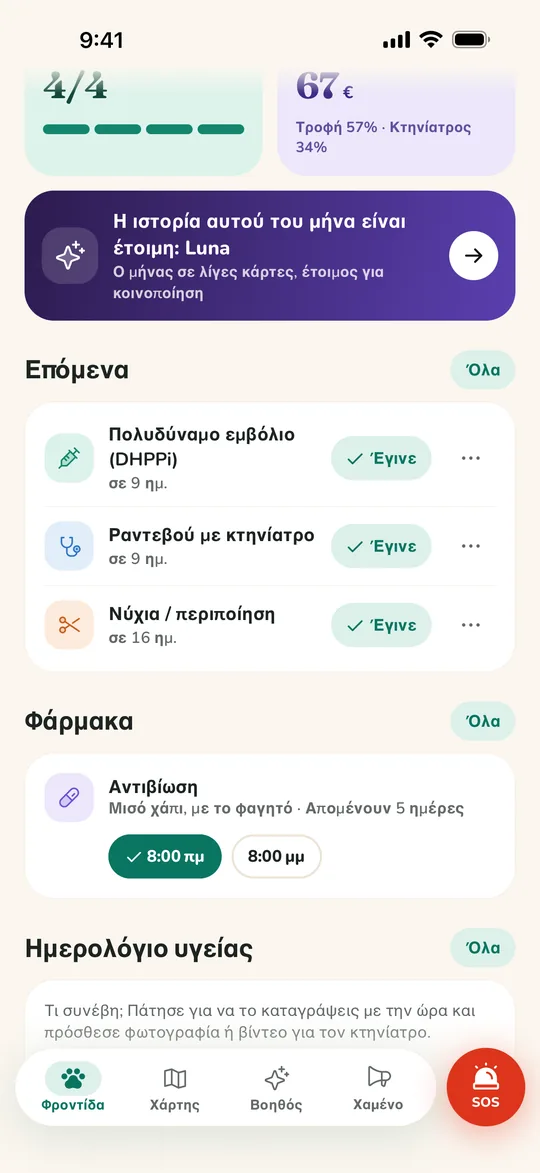 9:41
4/4
67 €
Τροφή 57% · Κτηνίατρος
34%
Η ιστορία αυτού του μήνα είναι
έτοιμη: Luna
Ο μήνας σε λίγες κάρτες, έτοιμος για
κοινοποίηση
Επόμενα
Όλα
Πολυδύναμο εμβόλιο
(DHPPi)
σε 9 ημ.
Έγινε
Ραντεβού με κτηνίατρο
σε 9 ημ.
Έγινε
Νύχια / περιποίηση
σε 16 ημ.
Έγινε
Φάρμακα
Όλα
Αντιβίωση
Μισό χάπι, με το φαγητό · Απομένουν 5 ημέρες
8:00 πμ
8:00 μμ
Ημερολόγιο υγείας
Όλα
Τι συνέβη; Πάτησε για να το καταγράψεις με την ώρα και
πρόσθεσε φωτογραφία ή βίντεο για τον κτηνίατρο.
Φροντίδα
Χάρτης
Βοηθός
Χαμένο
SOS